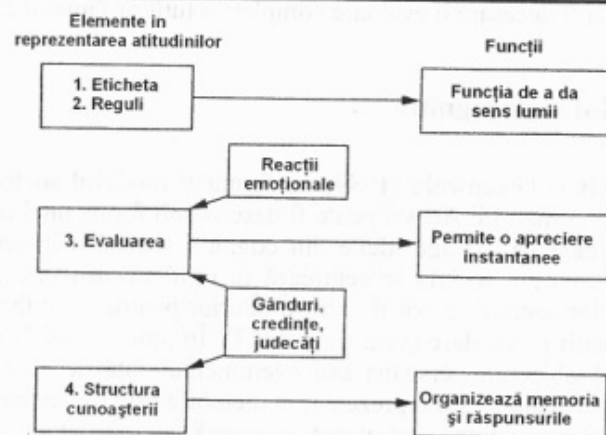 Elemente în
reprezentarea atitudinilor
Funcții
1. Eticheta
2. Reguli
Funcția de a da
sens lumii
Reacții
emoționale
3. Evaluarea
Permite o apreciere
instantanee
Gânduri,
credințe,
judecăți
4. Structura
cunoașterii
Organizează memoria
și răspunsurile